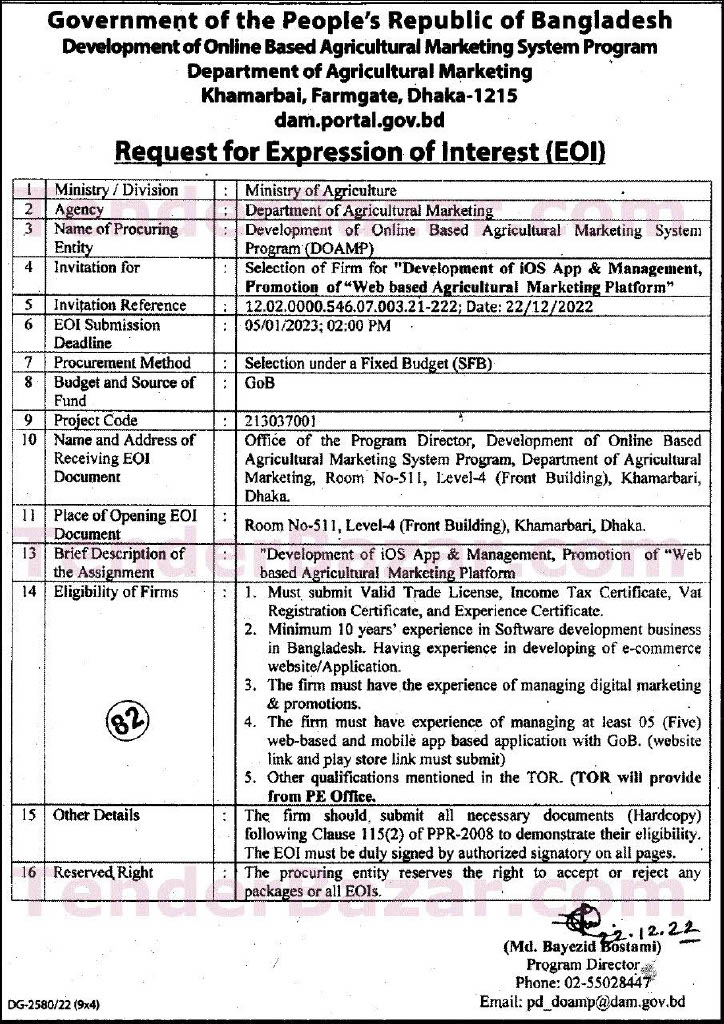 Government of the People's Republic of Bangladesh
Development of Online Based Agricultural Marketing System Program
Department of Agricultural Marketing
Khamarbai, Farmgate, Dhaka-1215
dam.portal.gov.bd
Request for Expression of Interest (EOI)
1 Ministry / Division : Ministry of Agriculture
2 Agency : Department of Agricultural Marketing
3 Name of Procuring : Development of Online Based Agricultural Marketing System
Entity Program (DOAMP)
4 Invitation for : Selection of Firm for "Development of iOS App & Management,
Promotion of "Web based Agricultural Marketing Platform"
5 Invitation Reference : 12.02.0000.546.07.003.21-222; Date: 22/12/2022
6 EOI Submission : 05/01/2023; 02:00 PM
Deadline
7 Procurement Method : Selection under a Fixed Budget (SFB)
8 Budget and Source of : GoB
Fund
9 Project Code : 213037001
10 Name and Address of : Office of the Program Director, Development of Online Based
Receiving EOI Agricultural Marketing System Program, Department of Agricultural
Document Marketing, Room No-511, Level-4 (Front Building), Khamarbari,
Dhaka.
11 Place of Opening EOI : Room No-511, Level-4 (Front Building), Khamarbari, Dhaka.
Document
13 Brief Description of : "Development of iOS App & Management, Promotion of "Web
the Assignment based Agricultural Marketing Platform
14 Eligibility of Firms : 1. Must submit Valid Trade License, Income Tax Certificate, Vat
Registration Certificate, and Experience Certificate.
2. Minimum 10 years' experience in Software development business
in Bangladesh. Having experience in developing of e-commerce
website/Application.
3. The firm must have the experience of managing digital marketing
& promotions.
82
4. The firm must have experience of managing at least 05 (Five)
web-based and mobile app based application with GoB. (website
link and play store link must submit)
5. Other qualifications mentioned in the TOR. (TOR will provide
from PE Office.
15 Other Details : The firm should submit all necessary documents (Hardcopy)
following Clause 115(2) of PPR-2008 to demonstrate their eligibility.
The EOI must be duly signed by authorized signatory on all pages.
16 Reserved Right : The procuring entity reserves the right to accept or reject any
packages or all EOIs.
TenderBazar.com
TenderBazar.com
TenderBazar.com
22.12.22
(Md. Bayezid Bostami)
Program Director
Phone: 02-55028447
Email: pd_doamp@dam.gov.bd
DG-2580/22 (9x4)